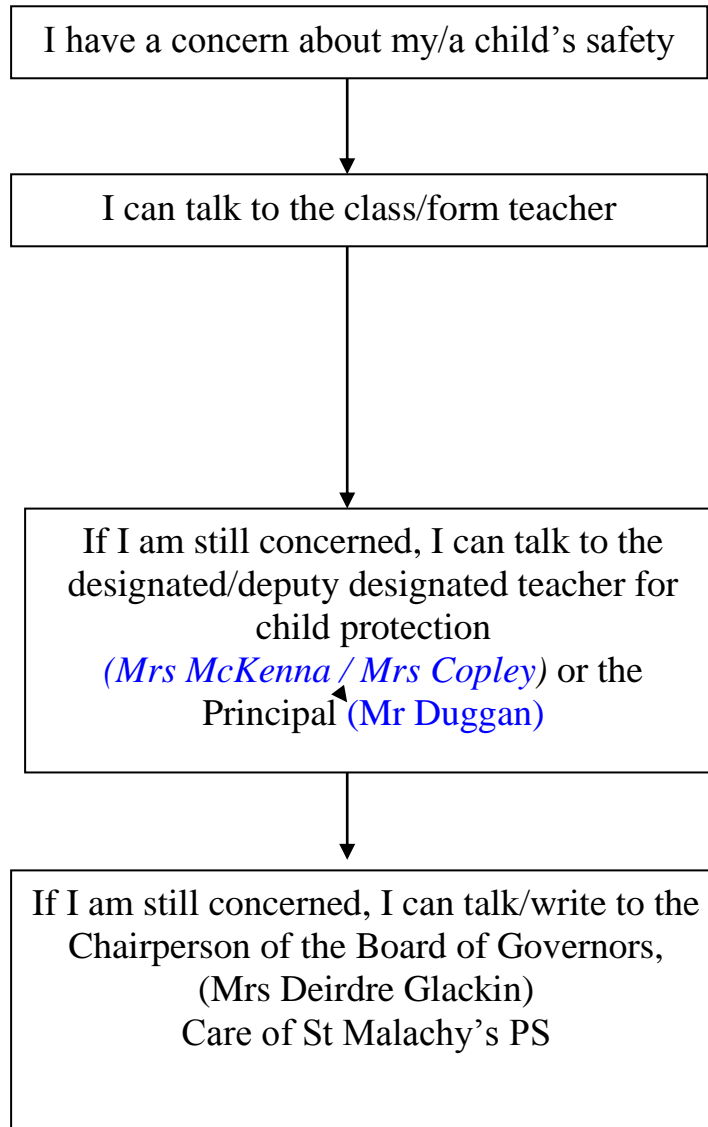 I have a concern about my/a child’s safety
I can talk to the class/form teacher
If I am still concerned, I can talk to the
designated/deputy designated teacher for
child protection
(Mrs McKenna / Mrs Copley) or the
Principal (Mr Duggan)
If I am still concerned, I can talk/write to the
Chairperson of the Board of Governors,
(Mrs Deirdre Glackin)
Care of St Malachy’s PS